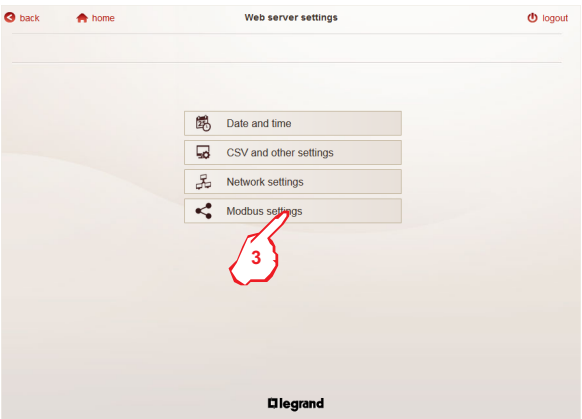 back home Web server settings logout
Date and time
CSV and other settings
Network settings
Modbus settings
3
legrand